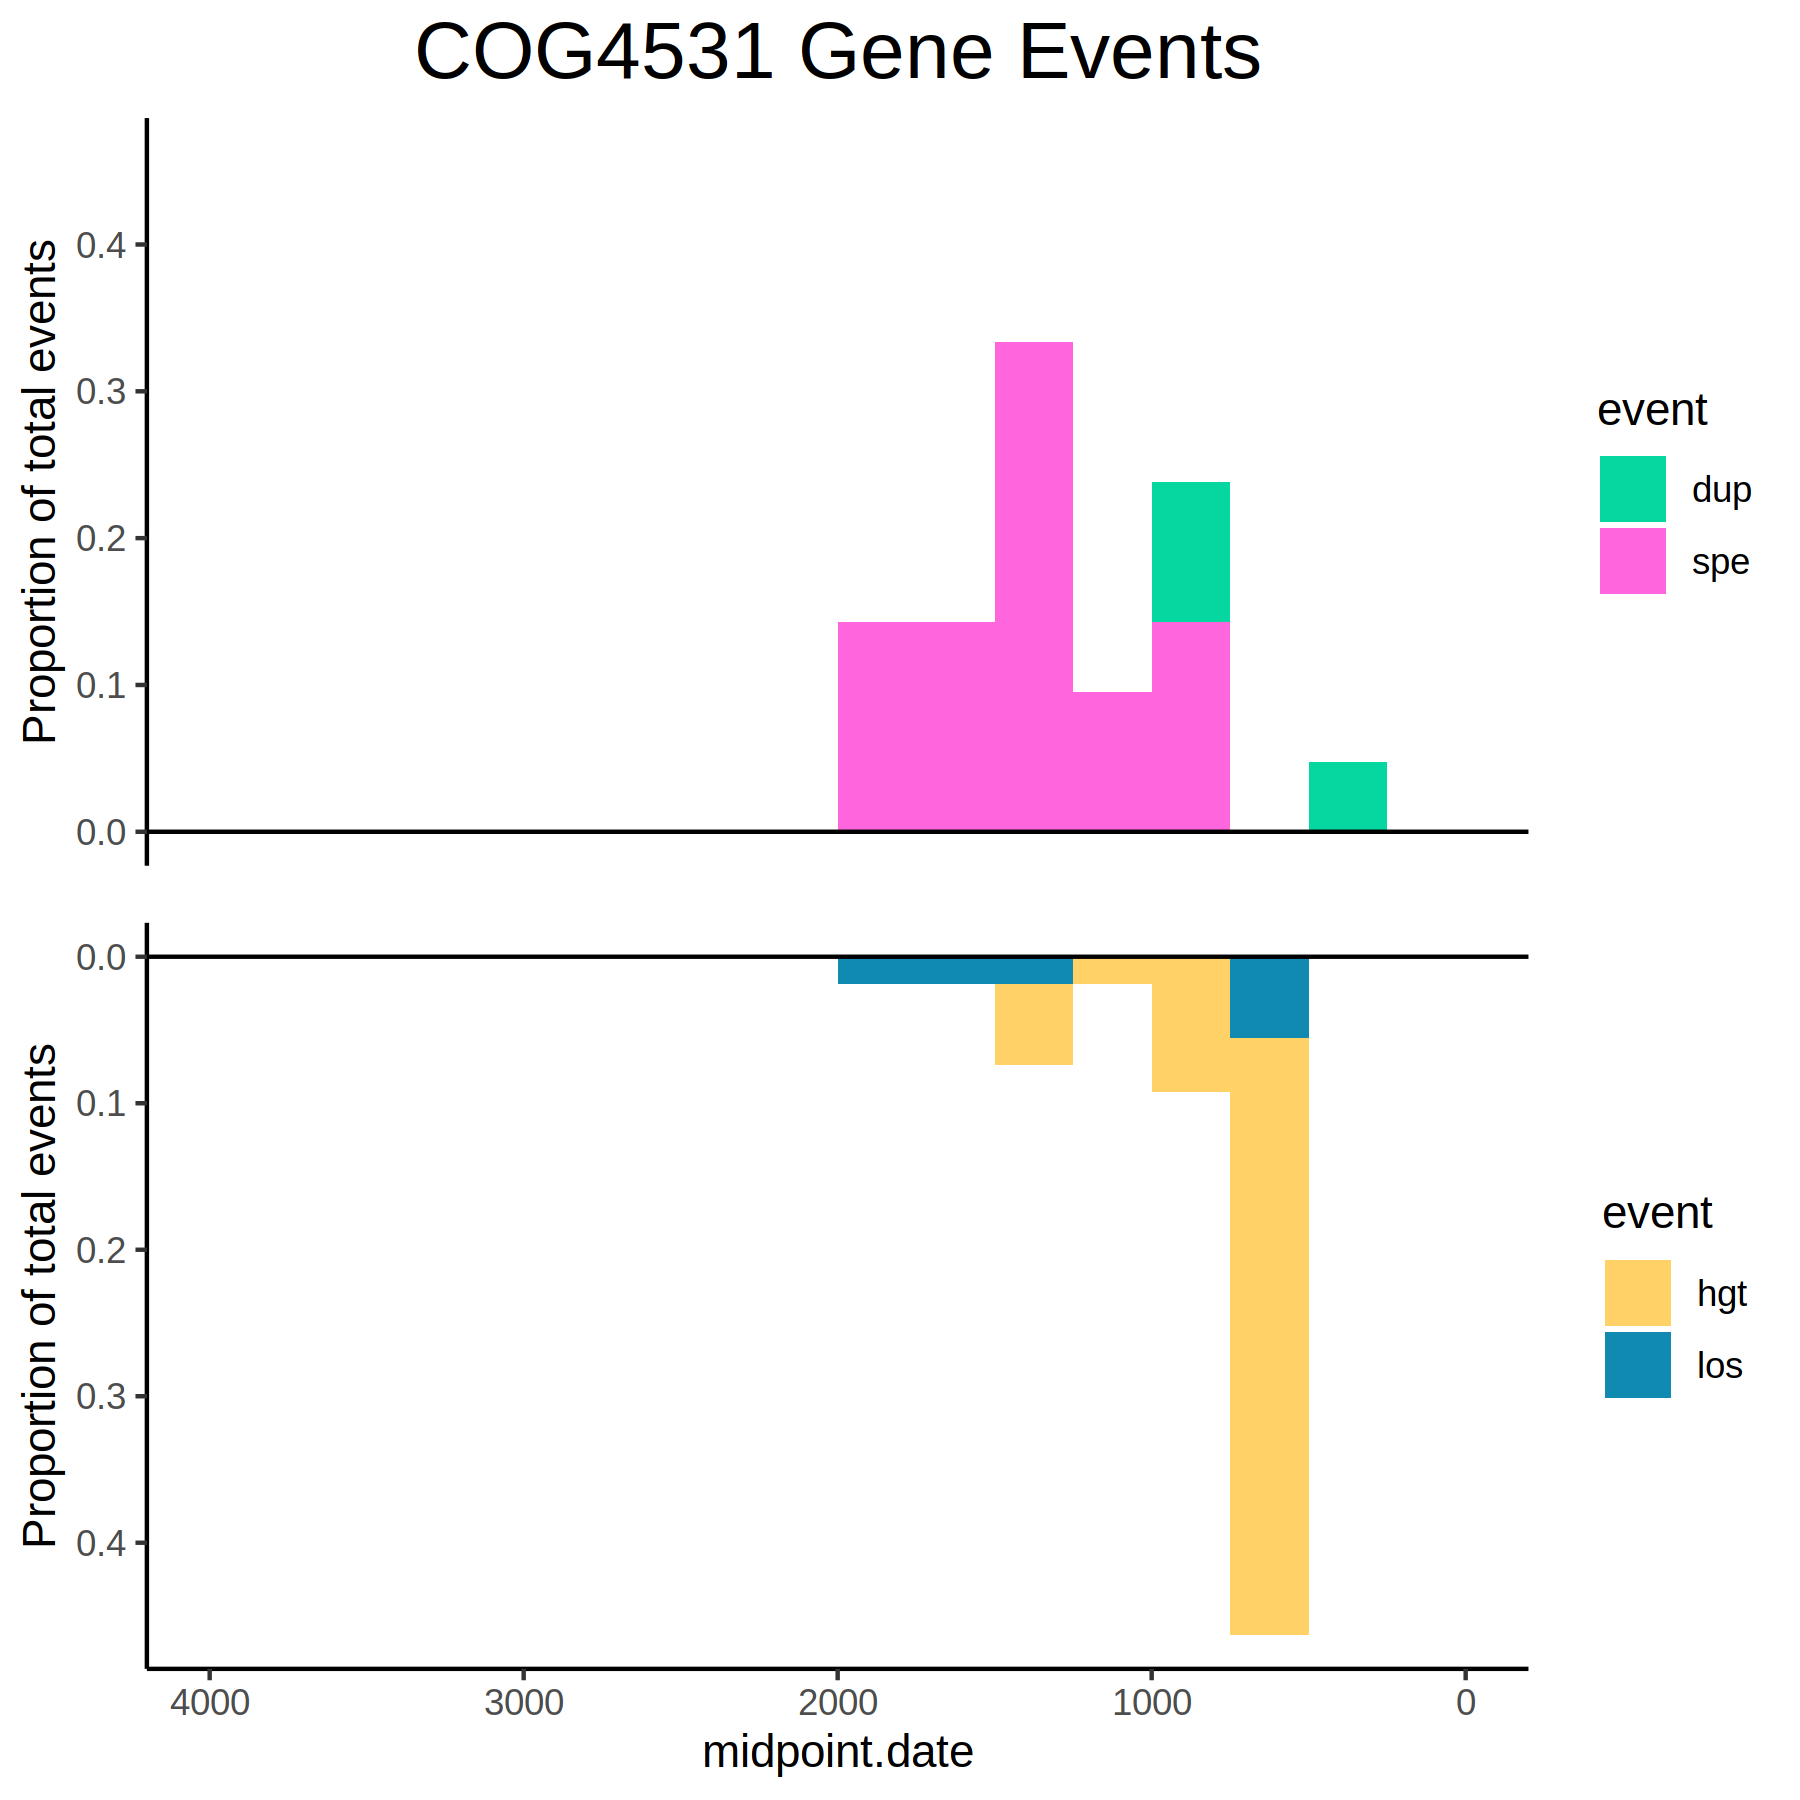 COG4531 Gene Events
Proportion of total events
0.4
0.3
0.2
0.1
0.0
event
dup
spe
Proportion of total events
0.0
0.1
0.2
0.3
0.4
event
hgt
los
4000 3000 2000 1000 0
midpoint.date